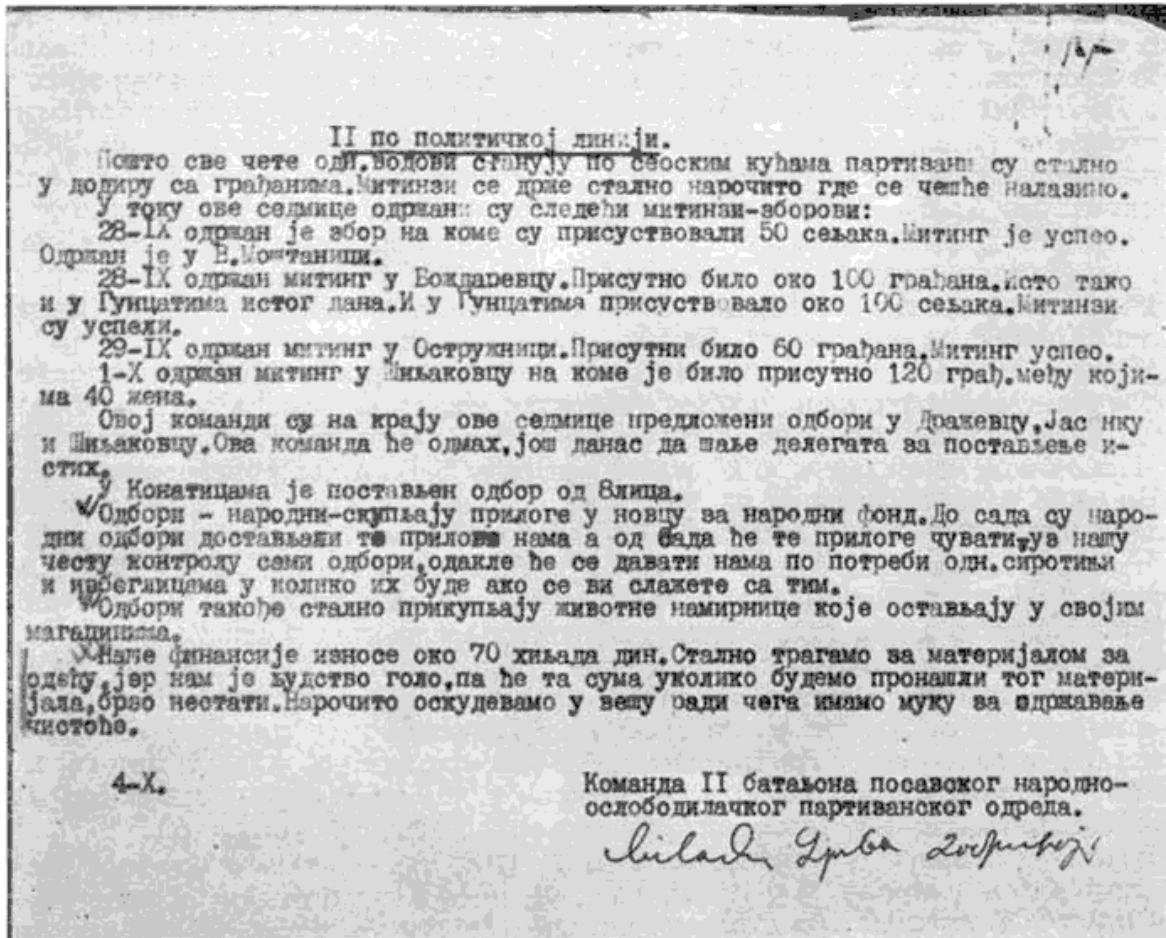 II по политичкој линији.
Пошто све чете одн.водови станују по сеоским кућама партизани су стално
у додиру са грађанима.Митинзи се држе стално нарочито где се чешће налазимо.
У току ове седмице одржани су следећи митинзи-зборови:
28-IX одржан је збор на коме су присуствовали 50 сељака.Митинг је успео.
Одржан је у В.Моштаници.
28-IX одржан митинг у Бождаревцу.Присутно било око 100 грађана.Исто тако
и у Гунцатима истог дана.И у Гунцатима присуствовало око 100 сељака.Митинзи
су успели.
29-IX одржан митинг у Остружници.Присутни било 60 грађана.Митинг успео.
1-X одржан митинг у Шиљаковцу на коме је било присутно 120 грађ.међу који-
ма 40 жена.
Овој команди су на крају ове седмице предложени одбори у Дражевцу,Јас нку
и Шиљаковцу.Ова команда ће одмах,још данас да шаље делегата за постављење и-
стих.
У Конатицама је постављен одбор од 8лица.
Одбори - народни-скупљају прилоге у новцу за народни фонд.До сада су наро-
дни одбори достављали те прилоге нама а од сада ће те прилоге чувати,уз нашу
честу контролу сами одбори,одакле ће се давати нама по потреби одн.сиротињи
и избеглицама у колико их буде ако се ви слажете са тим.
Одбори такође стално прикупљају животне намирнице које остављају у својим
магацинима.
Наше финансије износе око 70 хиљада дин.Стално трагамо за материјалом за
одећу,јер нам је људство голо,па ће та сума уколико будемо пронашли тог матери-
јала,брзо нестати.Нарочито оскудевамо у вешу ради чега имамо муку за одржавање
чистоће.
4-X.
Команда II батаљона посавског народно-
ослободилачког партизанског одреда.